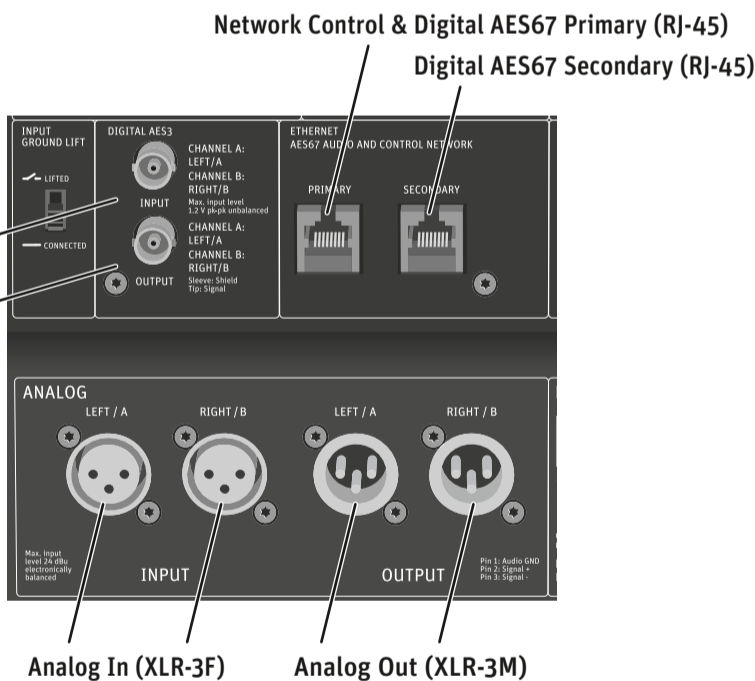 Network Control & Digital AES67 Primary (RJ-45)
Digital AES67 Secondary (RJ-45)
INPUT
GROUND LIFT
LIFTED
CONNECTED
DIGITAL AES3
CHANNEL A:
LEFT/A
CHANNEL B:
RIGHT/B
INPUT
Max. input level
1.2 V pk-pk unbalanced
CHANNEL A:
LEFT/A
CHANNEL B:
RIGHT/B
OUTPUT
Sleeve: Shield
Tip: Signal
ETHERNET
AES67 AUDIO AND CONTROL NETWORK
PRIMARY
SECONDARY
ANALOG
LEFT / A
RIGHT / B
LEFT / A
RIGHT / B
Max. input
level 24 dBu
electronically
balanced
INPUT
OUTPUT
Pin 1: Audio GND
Pin 2: Signal +
Pin 3: Signal -
Analog In (XLR-3F)
Analog Out (XLR-3M)